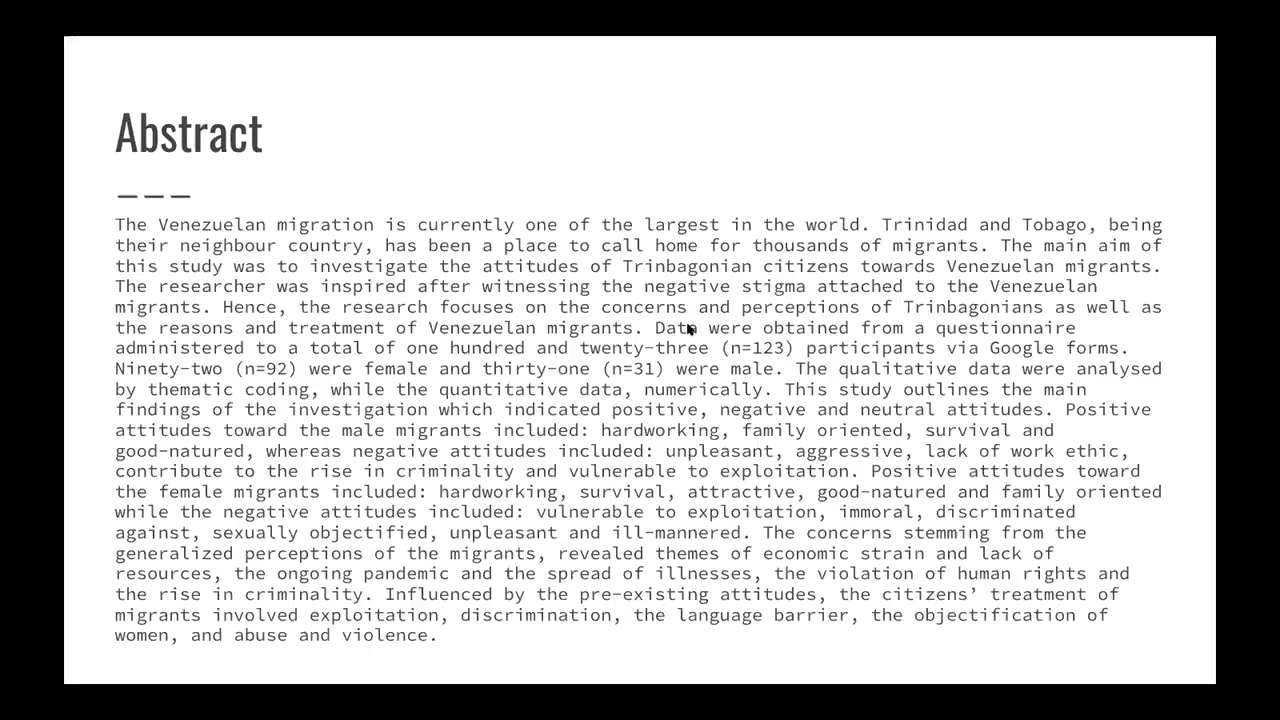 Abstract
The Venezuelan migration is currently one of the largest in the world. Trinidad and Tobago, being
their neighbour country, has been a place to call home for thousands of migrants. The main aim of
this study was to investigate the attitudes of Trinbagonian citizens towards Venezuelan migrants.
The researcher was inspired after witnessing the negative stigma attached to the Venezuelan
migrants. Hence, the research focuses on the concerns and perceptions of Trinbagonians as well as
the reasons and treatment of Venezuelan migrants. Data were obtained from a questionnaire
administered to a total of one hundred and twenty-three (n=123) participants via Google forms.
Ninety-two (n=92) were female and thirty-one (n=31) were male. The qualitative data were analysed
by thematic coding, while the quantitative data, numerically. This study outlines the main
findings of the investigation which indicated positive, negative and neutral attitudes. Positive
attitudes toward the male migrants included: hardworking, family oriented, survival and
good-natured, whereas negative attitudes included: unpleasant, aggressive, lack of work ethic,
contribute to the rise in criminality and vulnerable to exploitation. Positive attitudes toward
the female migrants included: hardworking, survival, attractive, good-natured and family oriented
while the negative attitudes included: vulnerable to exploitation, immoral, discriminated
against, sexually objectified, unpleasant and ill-mannered. The concerns stemming from the
generalized perceptions of the migrants, revealed themes of economic strain and lack of
resources, the ongoing pandemic and the spread of illnesses, the violation of human rights and
the rise in criminality. Influenced by the pre-existing attitudes, the citizens’ treatment of
migrants involved exploitation, discrimination, the language barrier, the objectification of
women, and abuse and violence.